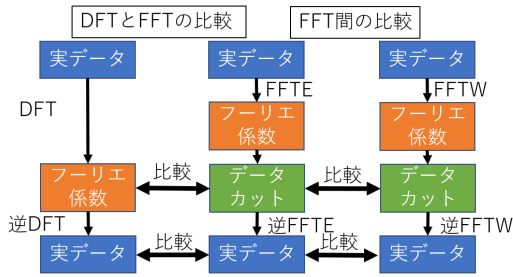 DFTとFFTの比較
FFT間の比較
実データ
実データ
実データ
DFT
FFTE
FFTW
フーリエ
係数
フーリエ
係数
フーリエ
係数
比較
データ
カット
比較
データ
カット
逆DFT
逆FFTE
逆FFTW
実データ
比較
実データ
比較
実データ